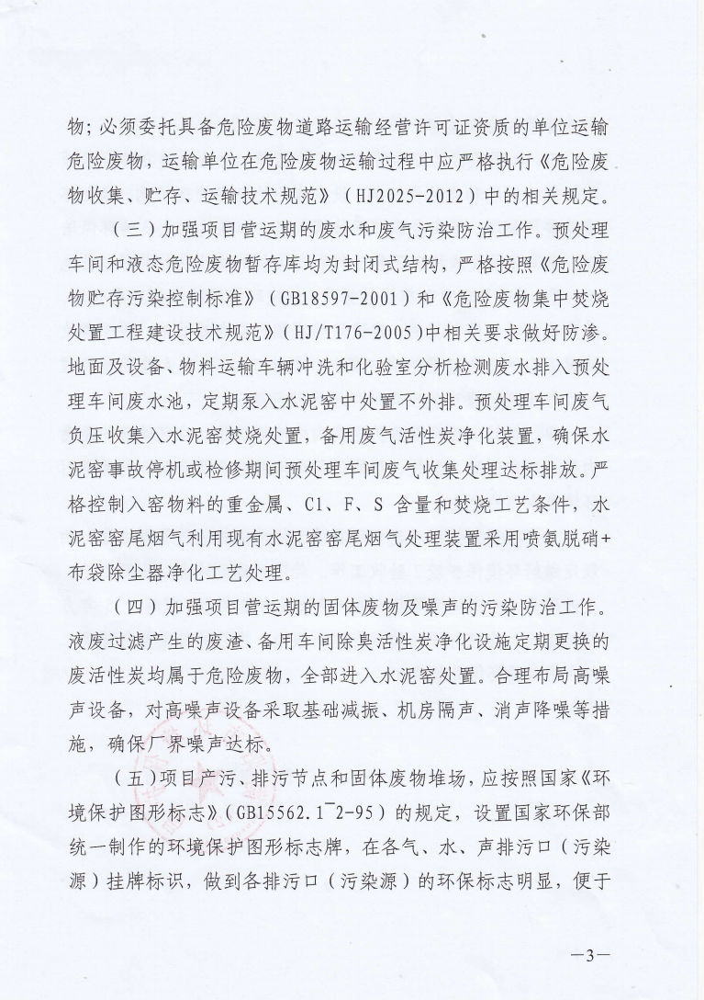 物；必须委托具备危险废物道路运输经营许可证资质的单位运输
危险废物，运输单位在危险废物运输过程中应严格执行《危险废
物收集、贮存、运输技术规范》（HJ2025-2012）中的相关规定。
（三）加强项目营运期的废水和废气污染防治工作。预处理
车间和液态危险废物暂存库均为封闭式结构，严格按照《危险废
物贮存污染控制标准》（GB18597-2001）和《危险废物集中焚烧
处置工程建设技术规范》（HJ/T176-2005）中相关要求做好防渗。
地面及设备、物料运输车辆冲洗和化验室分析检测废水排入预处
理车间废水池，定期泵入水泥窑中处置不外排。预处理车间废气
负压收集入水泥窑焚烧处置，备用废气活性炭净化装置，确保水
泥窑事故停机或检修期间预处理车间废气收集处理达标排放。严
格控制入窑物料的重金属、Cl、F、S 含量和焚烧工艺条件，水
泥窑窑尾烟气利用现有水泥窑窑尾烟气处理装置采用喷氨脱硝+
布袋除尘器净化工艺处理。
（四）加强项目营运期的固体废物及噪声的污染防治工作。
液废过滤产生的废渣、备用车间除臭活性炭净化设施定期更换的
废活性炭均属于危险废物，全部进入水泥窑处置。合理布局高噪
声设备，对高噪声设备采取基础减振、机房隔声、消声降噪等措
施，确保厂界噪声达标。
（五）项目产污、排污节点和固体废物堆场，应按照国家《环
境保护图形标志》（GB15562.1~2-95）的规定，设置国家环保部
统一制作的环境保护图形标志牌，在各气、水、声排污口（污染
源）挂牌标识，做到各排污口（污染源）的环保标志明显，便于
—3—